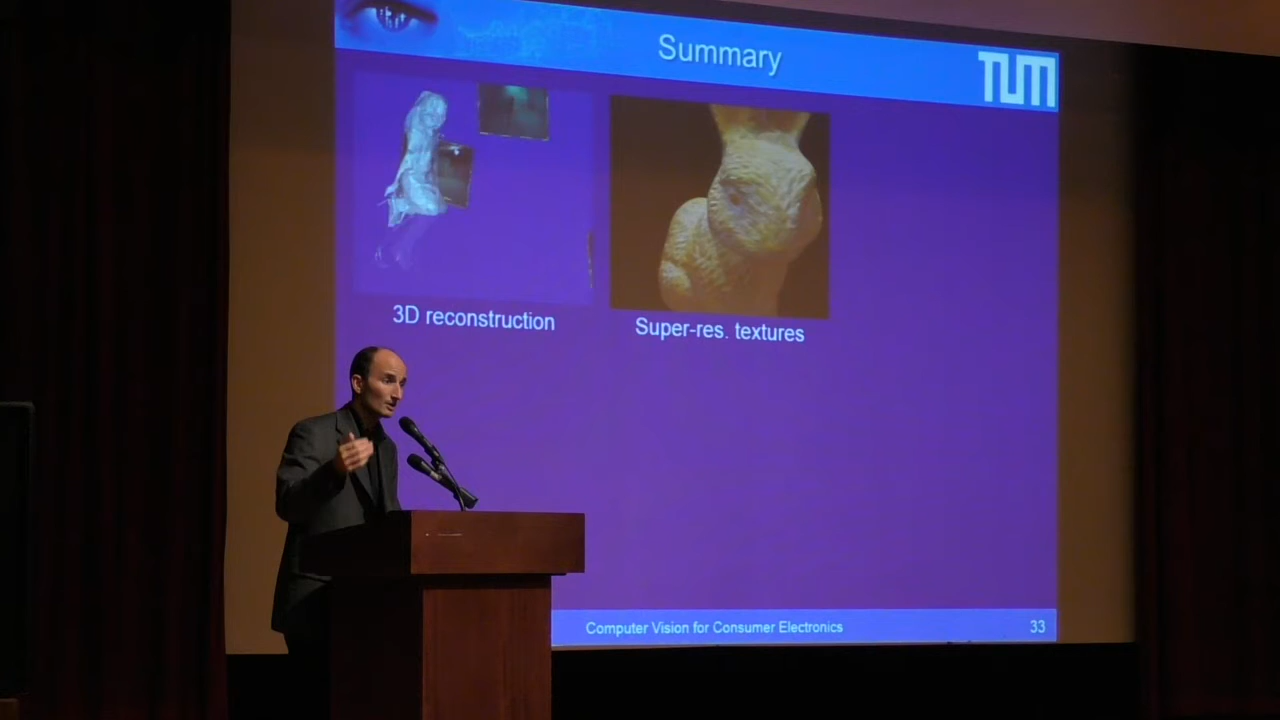 Summary
TUM
3D reconstruction
Super-res. textures
Computer Vision for Consumer Electronics
33